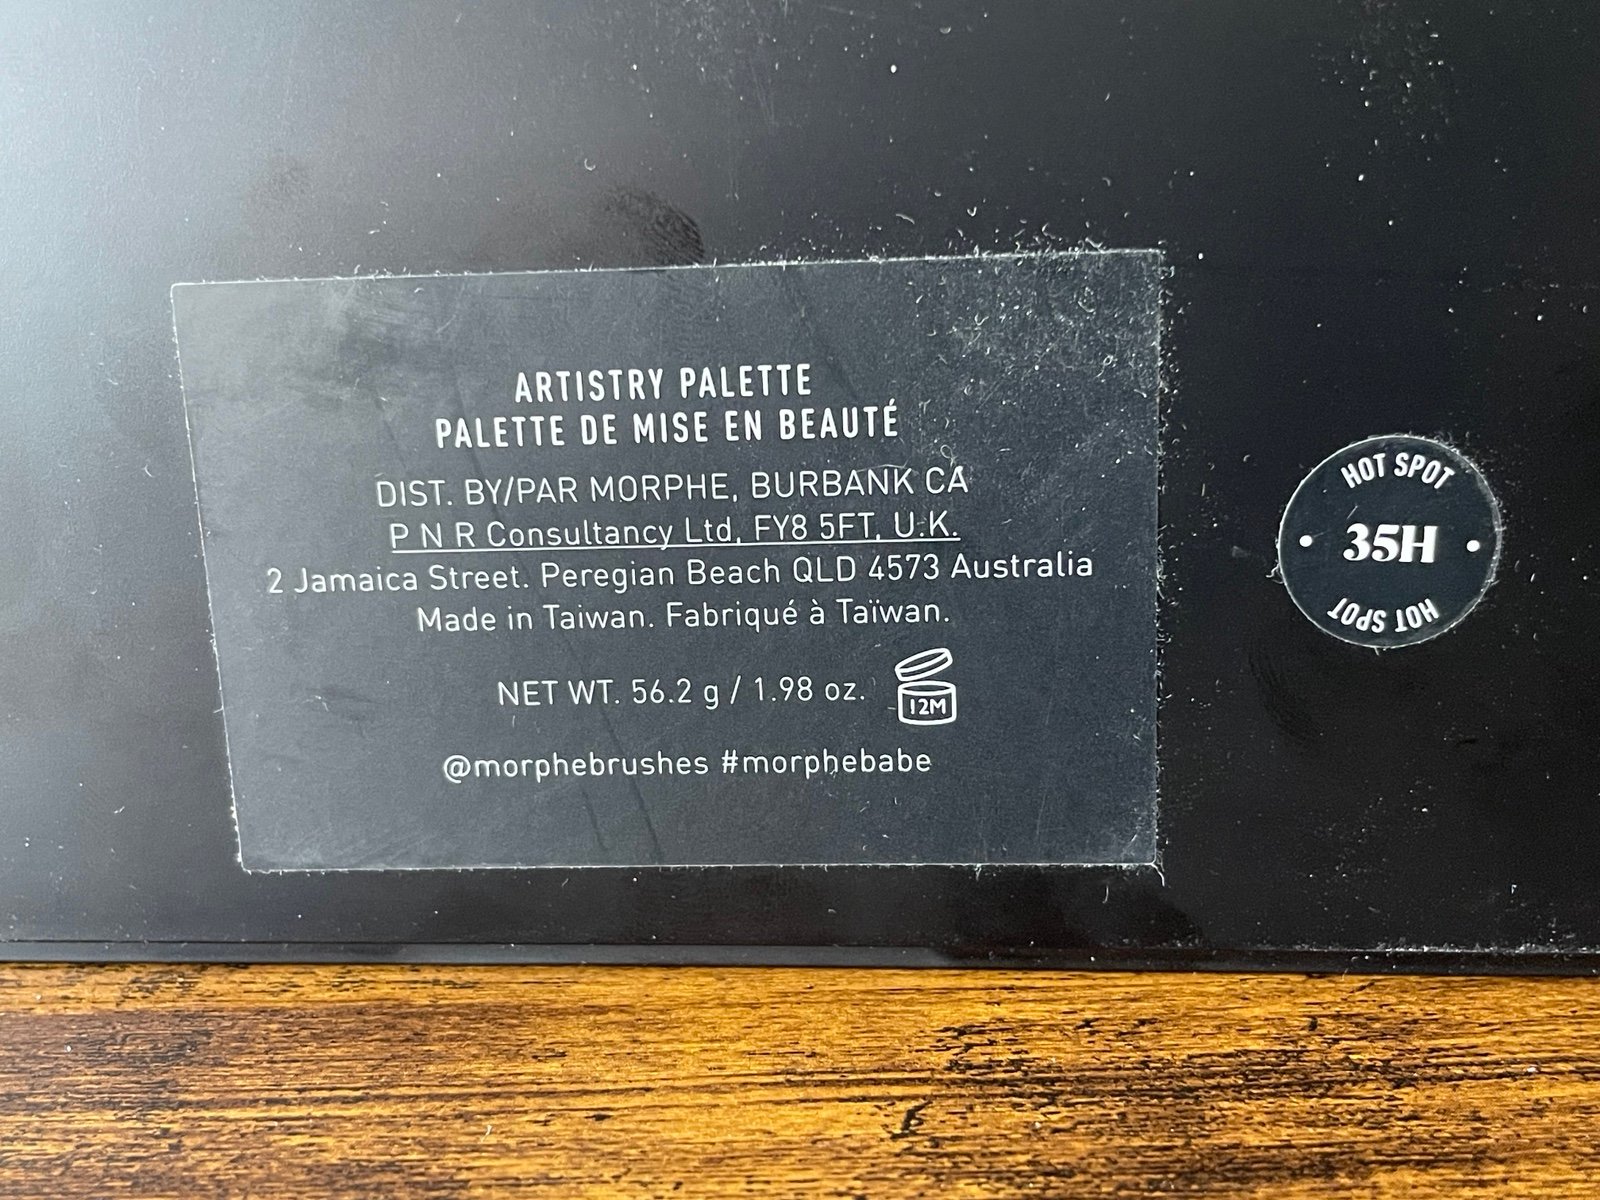 ARTISTRY PALETTE
PALETTE DE MISE EN BEAUTÉ
DIST. BY/PAR MORPHE, BURBANK CA
P N R Consultancy Ltd, FY8 5FT, U.K.
2 Jamaica Street. Peregian Beach QLD 4573 Australia
Made in Taiwan. Fabriqué à Taïwan.
NET WT. 56.2 g / 1.98 oz.
12M
@morphebrushes #morphebabe
HOT SPOT
• 35H •
HOT SPOT